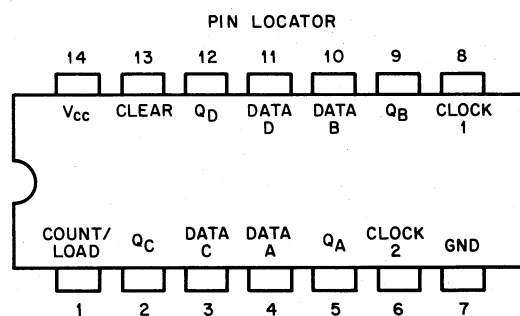 PIN LOCATOR
14 13 12 11 10 9 8
VCC CLEAR QD DATA D DATA B QB CLOCK 1
COUNT/LOAD QC DATA C DATA A QA CLOCK 2 GND
1 2 3 4 5 6 7